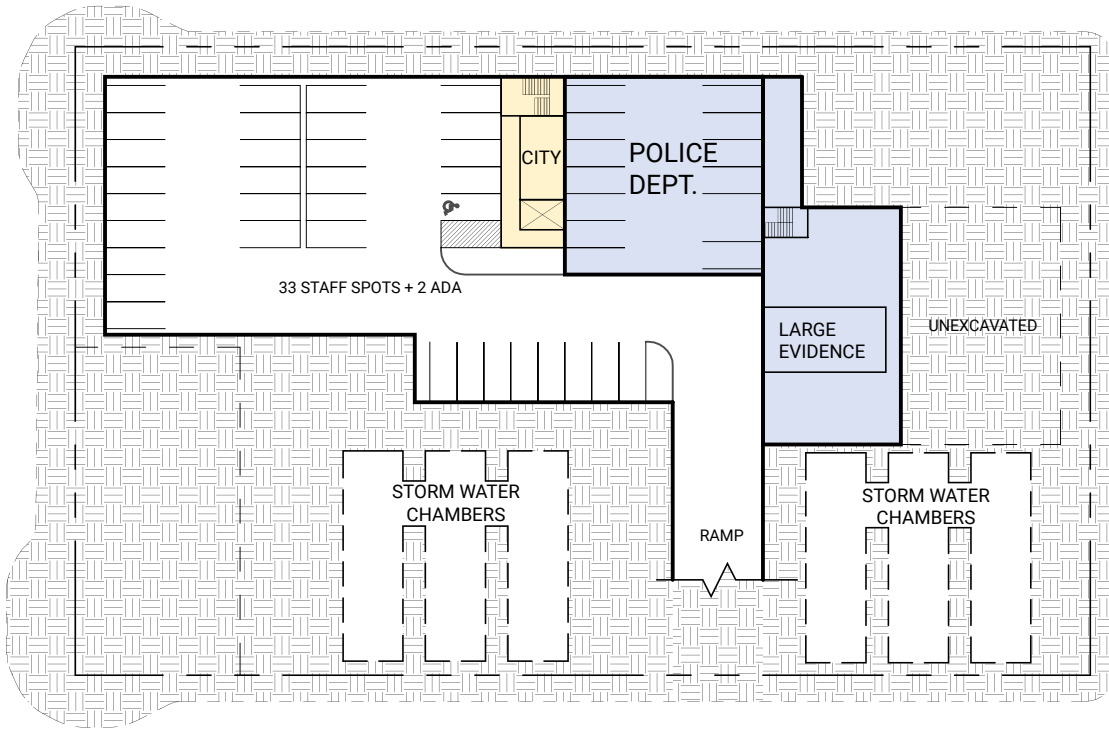 CITY
POLICE
DEPT.
33 STAFF SPOTS + 2 ADA
LARGE
EVIDENCE
UNEXCAVATED
STORM WATER
CHAMBERS
STORM WATER
CHAMBERS
RAMP